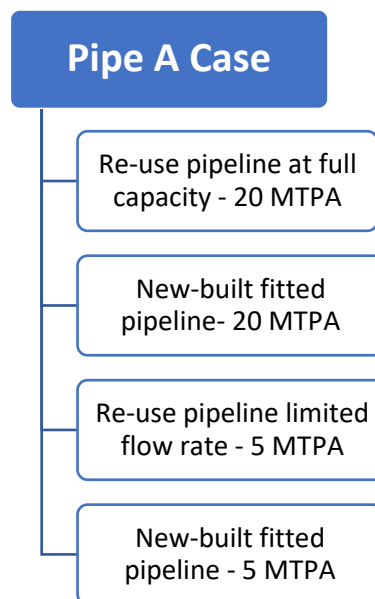 Pipe A Case
Re-use pipeline at full
capacity - 20 MTPA
New-built fitted
pipeline- 20 MTPA
Re-use pipeline limited
flow rate - 5 MTPA
New-built fitted
pipeline - 5 MTPA